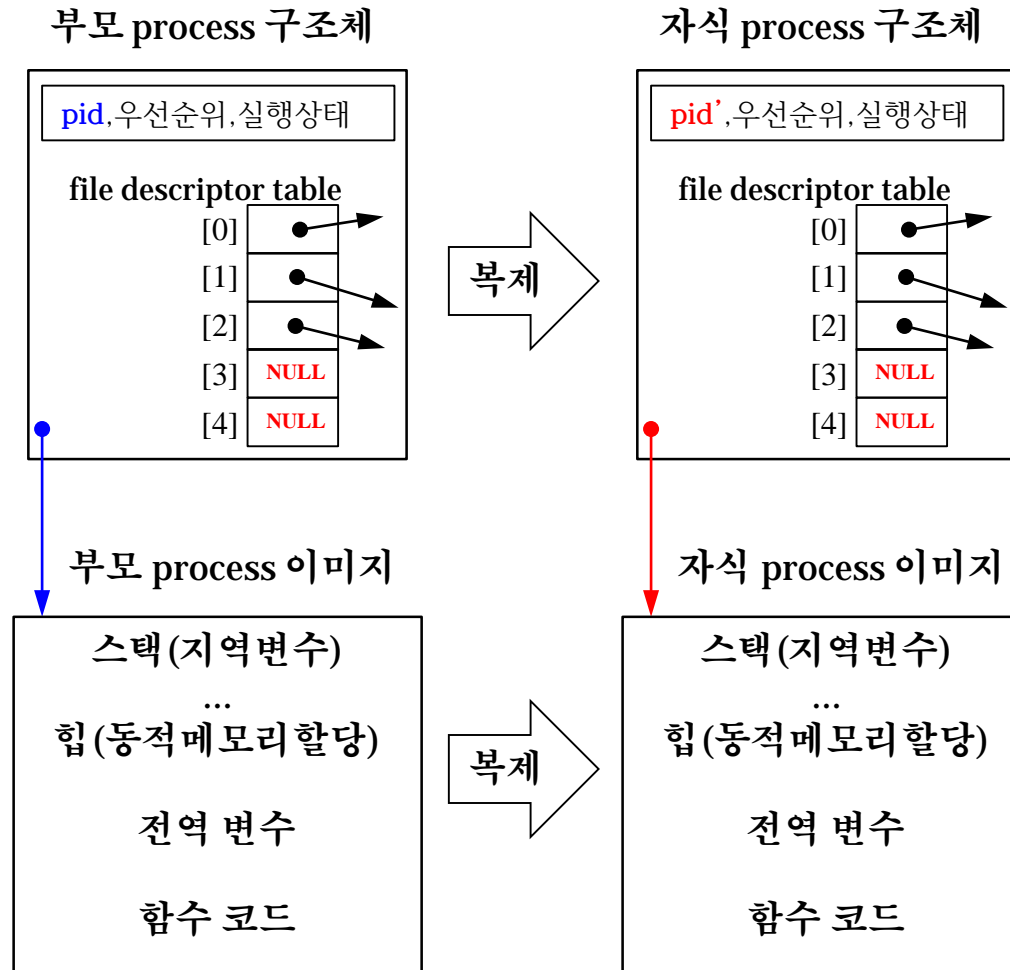 부모 process 구조체
pid,우선순위,실행상태
file descriptor table
[0]
[1]
[2]
[3] NULL
[4] NULL
복제
자식 process 구조체
pid’,우선순위,실행상태
file descriptor table
[0]
[1]
[2]
[3] NULL
[4] NULL
부모 process 이미지
스택(지역변수)
...
힙(동적메모리할당)
전역 변수
함수 코드
복제
자식 process 이미지
스택(지역변수)
...
힙(동적메모리할당)
전역 변수
함수 코드